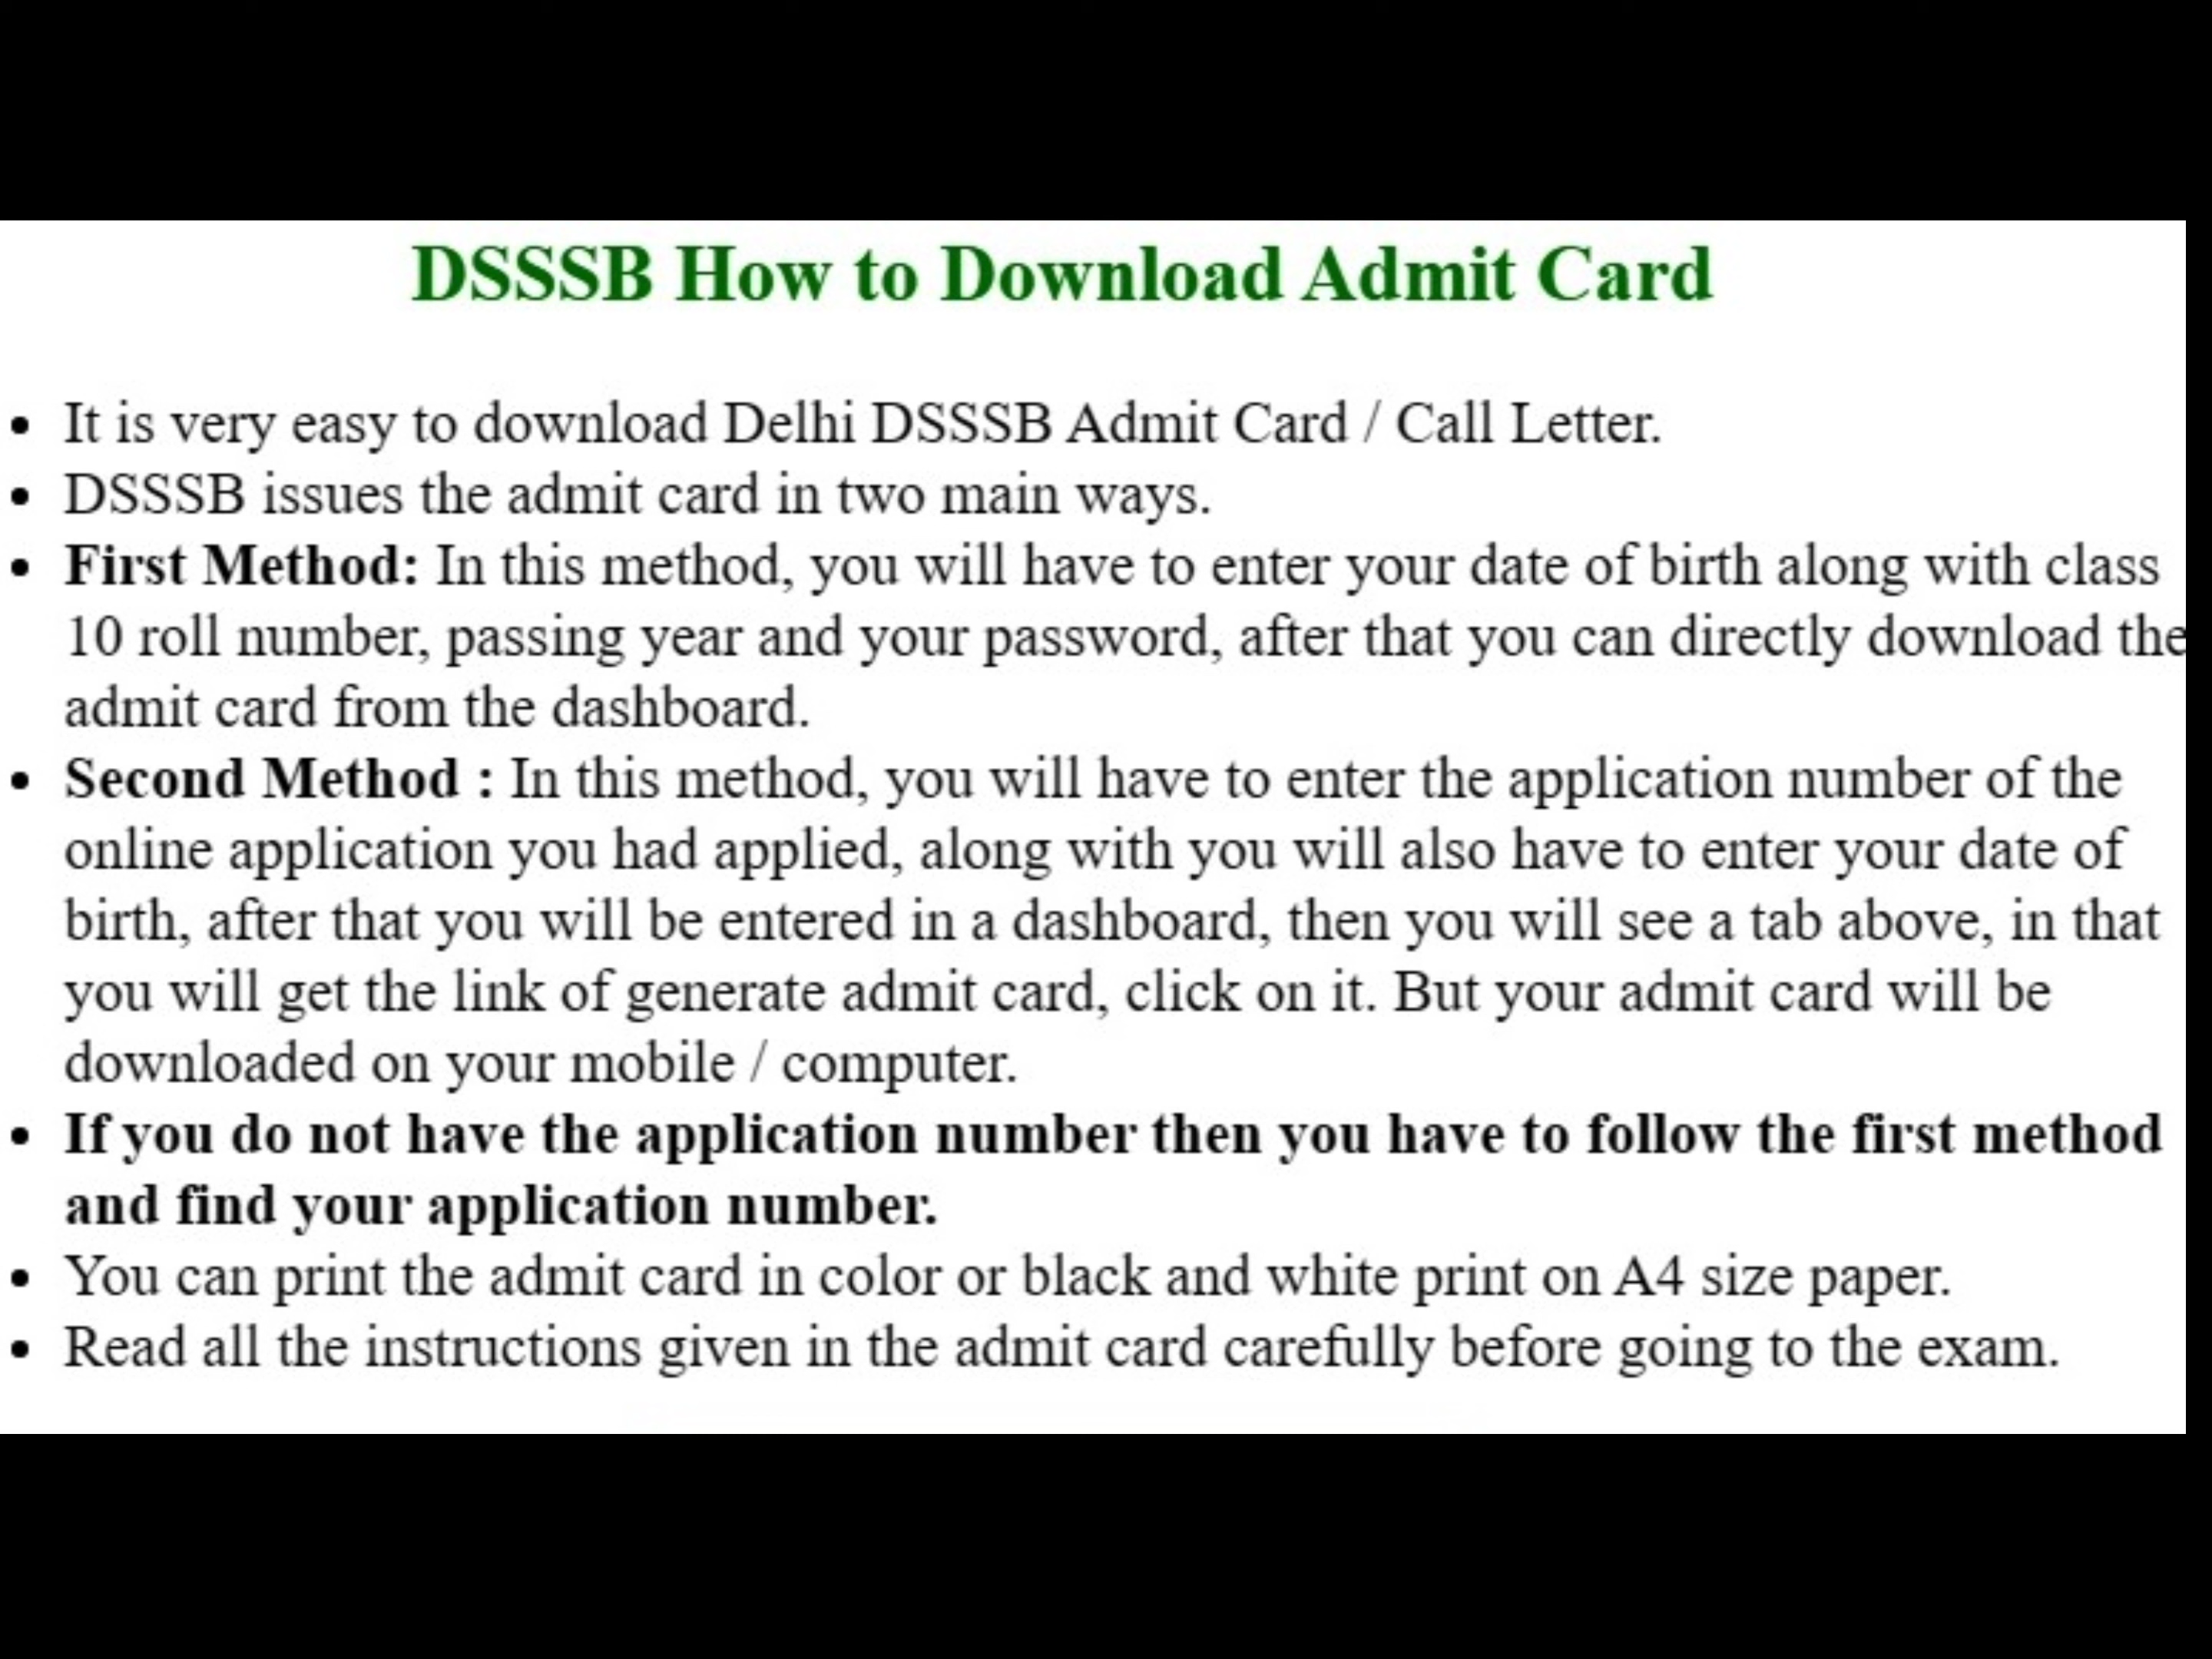 DSSSB How to Download Admit Card
• It is very easy to download Delhi DSSSB Admit Card / Call Letter.
• DSSSB issues the admit card in two main ways.
• First Method: In this method, you will have to enter your date of birth along with class
10 roll number, passing year and your password, after that you can directly download the
admit card from the dashboard.
• Second Method : In this method, you will have to enter the application number of the
online application you had applied, along with you will also have to enter your date of
birth, after that you will be entered in a dashboard, then you will see a tab above, in that
you will get the link of generate admit card, click on it. But your admit card will be
downloaded on your mobile / computer.
• If you do not have the application number then you have to follow the first method
and find your application number.
• You can print the admit card in color or black and white print on A4 size paper.
• Read all the instructions given in the admit card carefully before going to the exam.